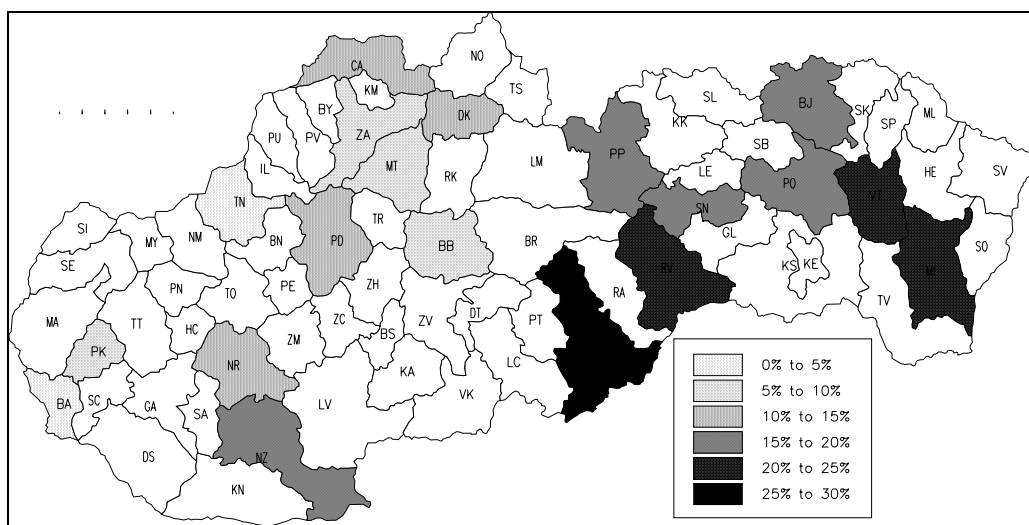 NO
CA
KM
TS
BY
DK
PU
PV
ZA
IL
MT
RK
LM
PP
KK
SL
BJ
SK
SP
ML
SB
LE
PO
VT
HE
SV
TN
SI
MY
NM
BN
PD
TR
BB
BR
SN
GL
RV
KS
KE
MI
SO
SE
PN
TO
PE
ZH
RA
TV
MA
TT
HC
ZM
ZC
BS
ZV
DT
PT
PK
NR
KA
LC
BA
SC
GA
SA
LV
VK
DS
NZ
KN
0% to 5%
5% to 10%
10% to 15%
15% to 20%
20% to 25%
25% to 30%